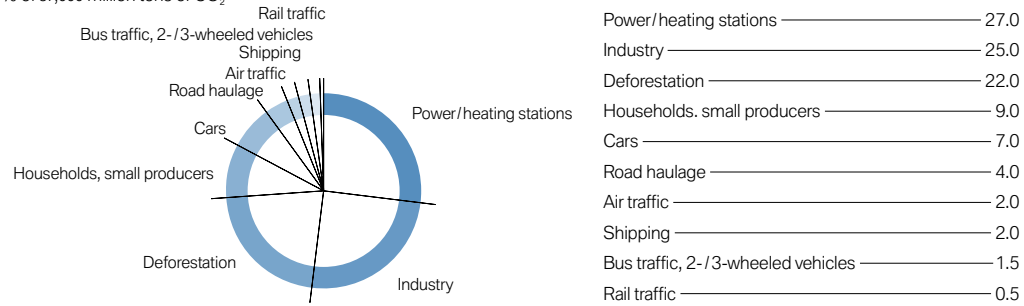 Rail traffic
Bus traffic, 2-/3-wheeled vehicles
Shipping
Air traffic
Road haulage
Cars
Households, small producers
Deforestation
Power/heating stations
Industry
Power/heating stations 27.0
Industry 25.0
Deforestation 22.0
Households. small producers 9.0
Cars 7.0
Road haulage 4.0
Air traffic 2.0
Shipping 2.0
Bus traffic, 2-/3-wheeled vehicles 1.5
Rail traffic 0.5